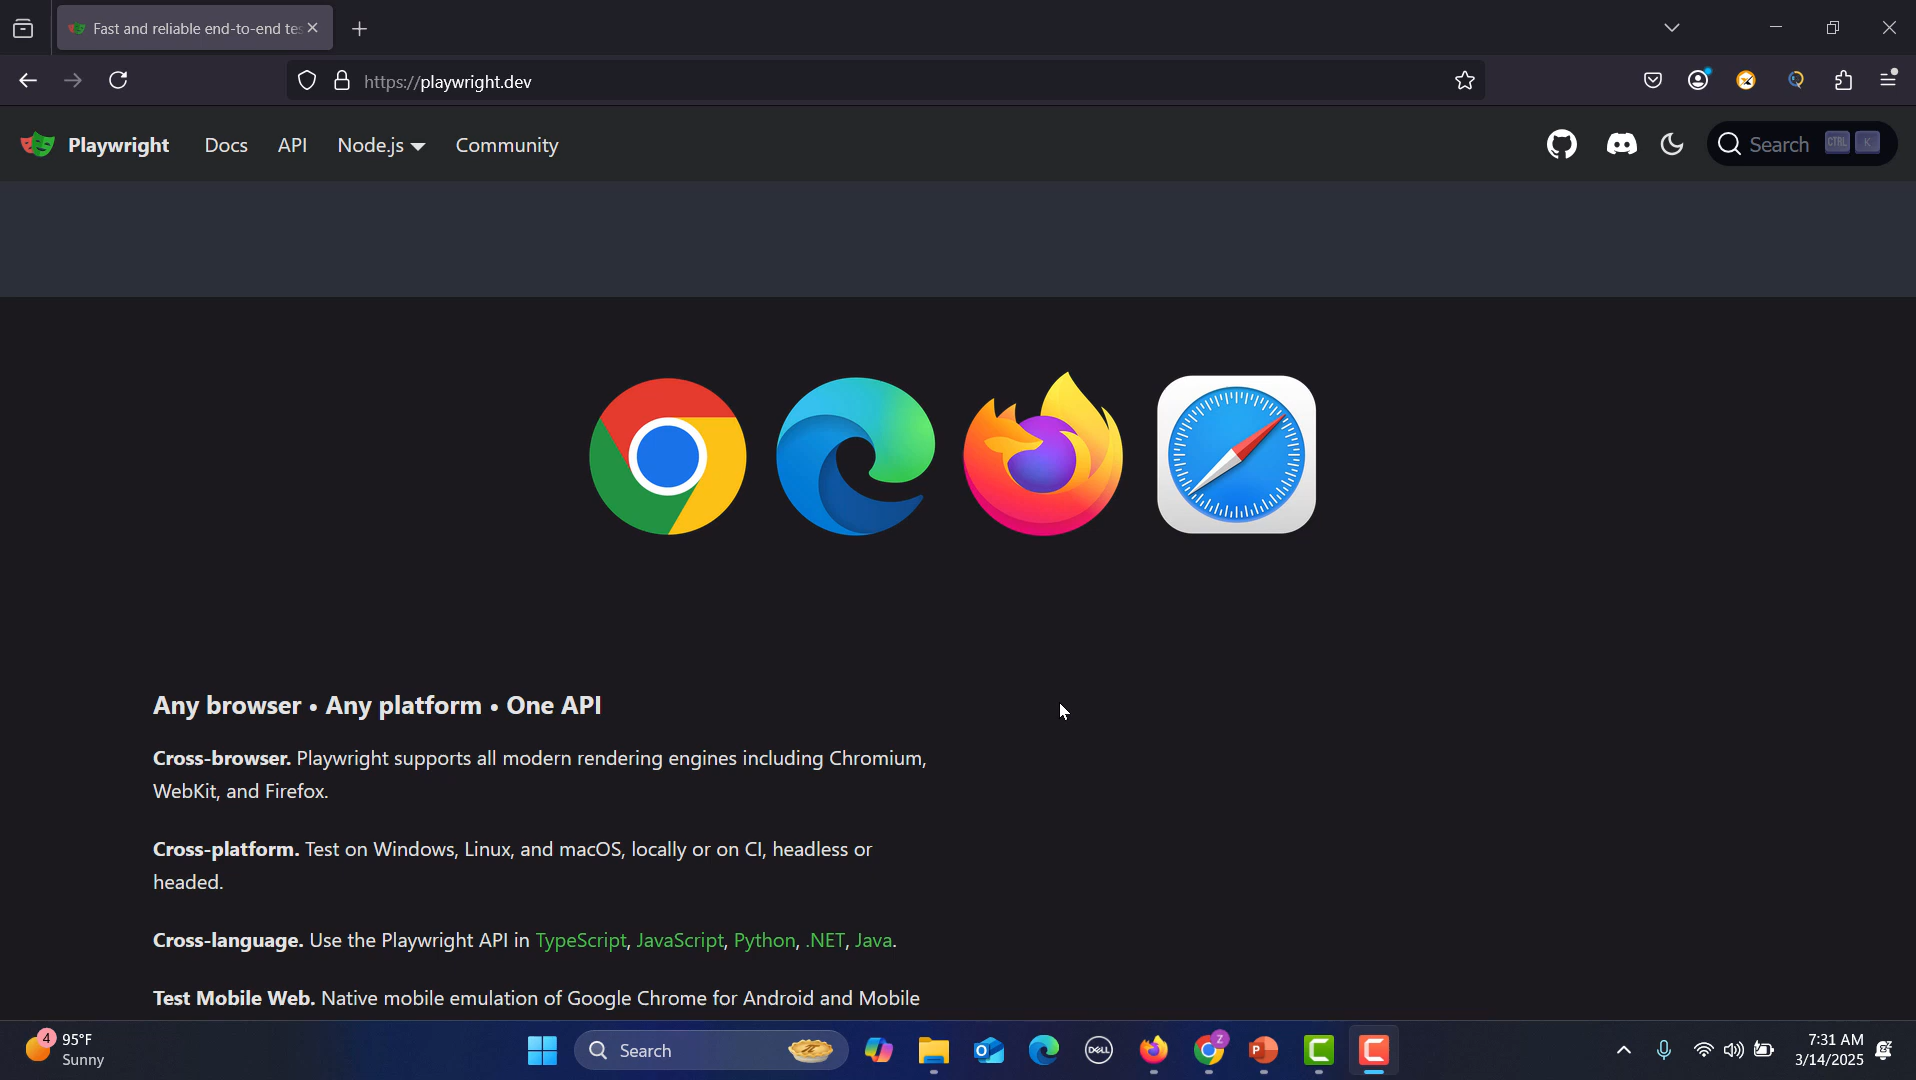 Fast and reliable end-to-end tes
https://playwright.dev
Playwright Docs API Node.js Community
Search CTRL K
Any browser • Any platform • One API
Cross-browser. Playwright supports all modern rendering engines including Chromium,
WebKit, and Firefox.
Cross-platform. Test on Windows, Linux, and macOS, locally or on CI, headless or
headed.
Cross-language. Use the Playwright API in TypeScript, JavaScript, Python, .NET, Java.
Test Mobile Web. Native mobile emulation of Google Chrome for Android and Mobile
4
95°F
Sunny
Search
DELL
Z
7:31 AM
3/14/2025